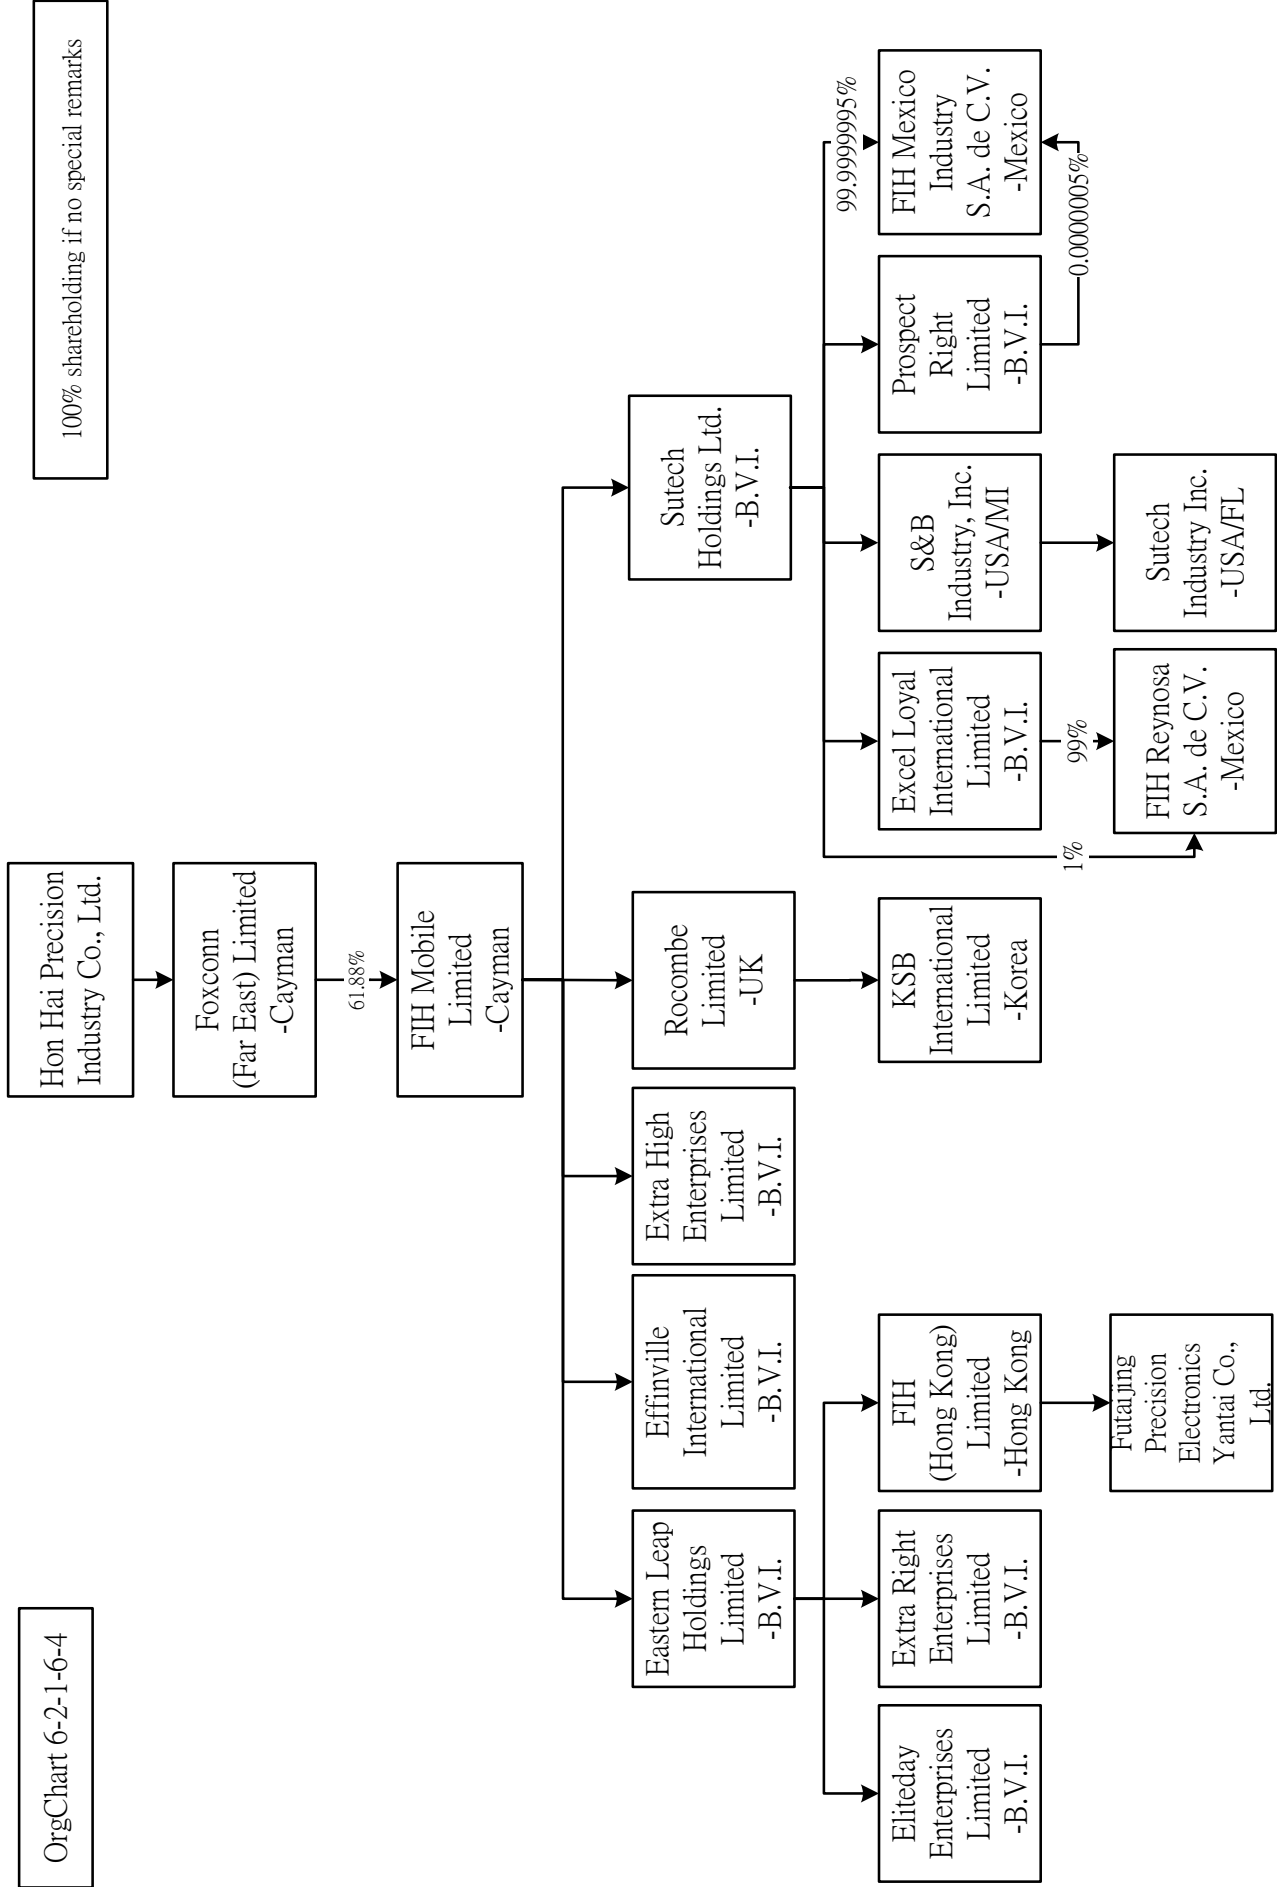 OrgChart 6-2-1-6-4
100% shareholding if no special remarks
Hon Hai Precision
Industry Co., Ltd.
Foxconn
(Far East) Limited
-Cayman
61.88%
FIH Mobile
Limited
-Cayman
Eastern Leap
Holdings
Limited
-B.V.I.
Effinville
International
Limited
-B.V.I.
Extra High
Enterprises
Limited
-B.V.I.
Rocombe
Limited
-UK
Sutech
Holdings Ltd.
-B.V.I.
Eliteday
Enterprises
Limited
-B.V.I.
Extra Right
Enterprises
Limited
-B.V.I.
FIH
(Hong Kong)
Limited
-Hong Kong
KSB
International
Limited
-Korea
Excel Loyal
International
Limited
-B.V.I.
S&B
Industry, Inc.
-USA/MI
Prospect
Right
Limited
-B.V.I.
99.9999995%
FIH Mexico
Industry
S.A. de C.V.
-Mexico
1%
99%
0.0000005%
Futaijing
Precision
Electronics
Yantai Co.,
Ltd.
FIH Reynosa
S.A. de C.V.
-Mexico
Sutech
Industry Inc.
-USA/FL